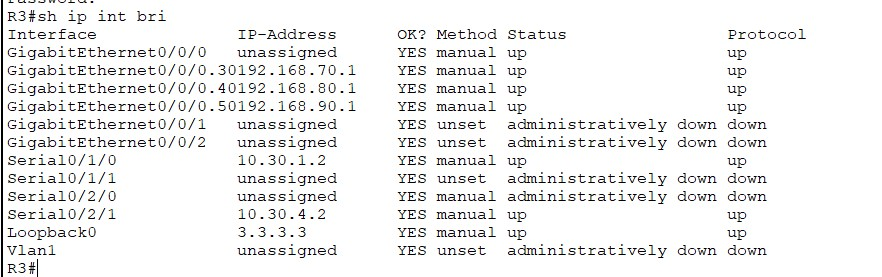 Password:
R3#sh ip int bri
Interface              IP-Address      OK? Method Status                Protocol
GigabitEthernet0/0/0   unassigned      YES manual up                    up
GigabitEthernet0/0/0.30192.168.70.1    YES manual up                    up
GigabitEthernet0/0/0.40192.168.80.1    YES manual up                    up
GigabitEthernet0/0/0.50192.168.90.1    YES manual up                    up
GigabitEthernet0/0/1   unassigned      YES unset  administratively down down
GigabitEthernet0/0/2   unassigned      YES unset  administratively down down
Serial0/1/0            10.30.1.2       YES manual up                    up
Serial0/1/1            unassigned      YES unset  administratively down down
Serial0/2/0            unassigned      YES manual administratively down down
Serial0/2/1            10.30.4.2       YES manual up                    up
Loopback0              3.3.3.3         YES manual up                    up
Vlan1                  unassigned      YES unset  administratively down down
R3#